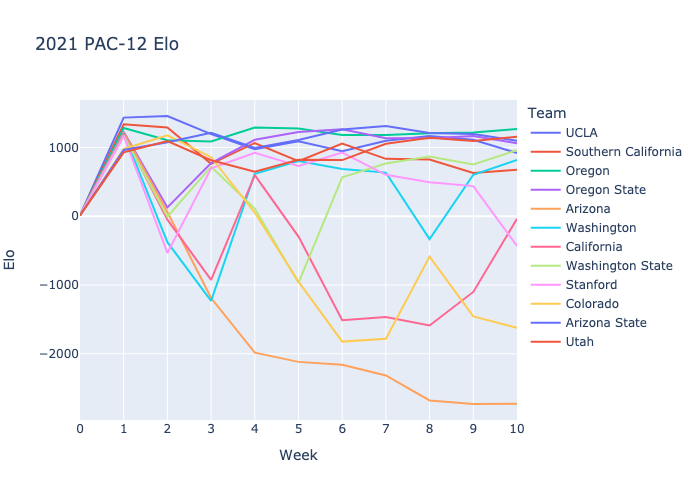 2021 PAC-12 Elo
Team
UCLA
Southern California
Oregon
Oregon State
Arizona
Washington
California
Washington State
Stanford
Colorado
Arizona State
Utah
1000
0
−1000
−2000
Elo
0 1 2 3 4 5 6 7 8 9 10
Week